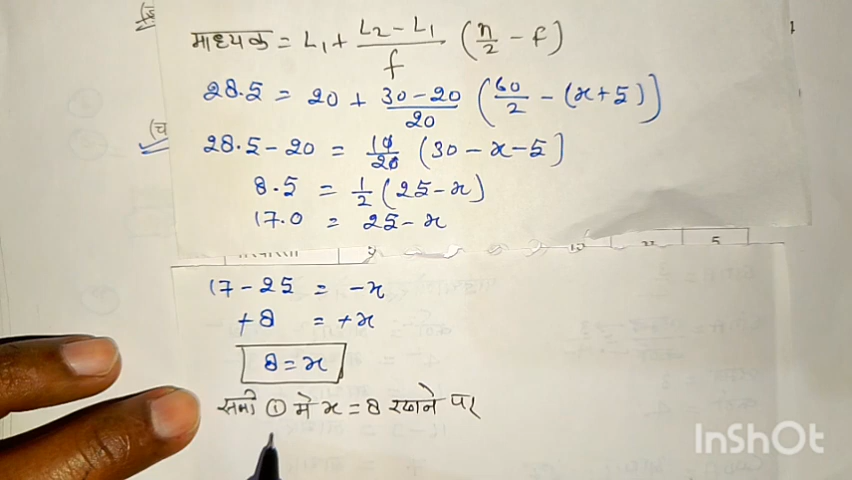 माध्यक = L₁ + (L₂ – L₁)/f (n/2 – f)
28.5 = 20 + (30 – 20)/20 (60/2 – (x + 5))
28.5 – 20 = 10/20 (30 – x – 5)
8.5 = 1/2 (25 – x)
17.0 = 25 – x
5
17 – 25 = –x
+8 = +x
8 = x
समी ① मे x = 8 रखाने पर
InShOt
(च